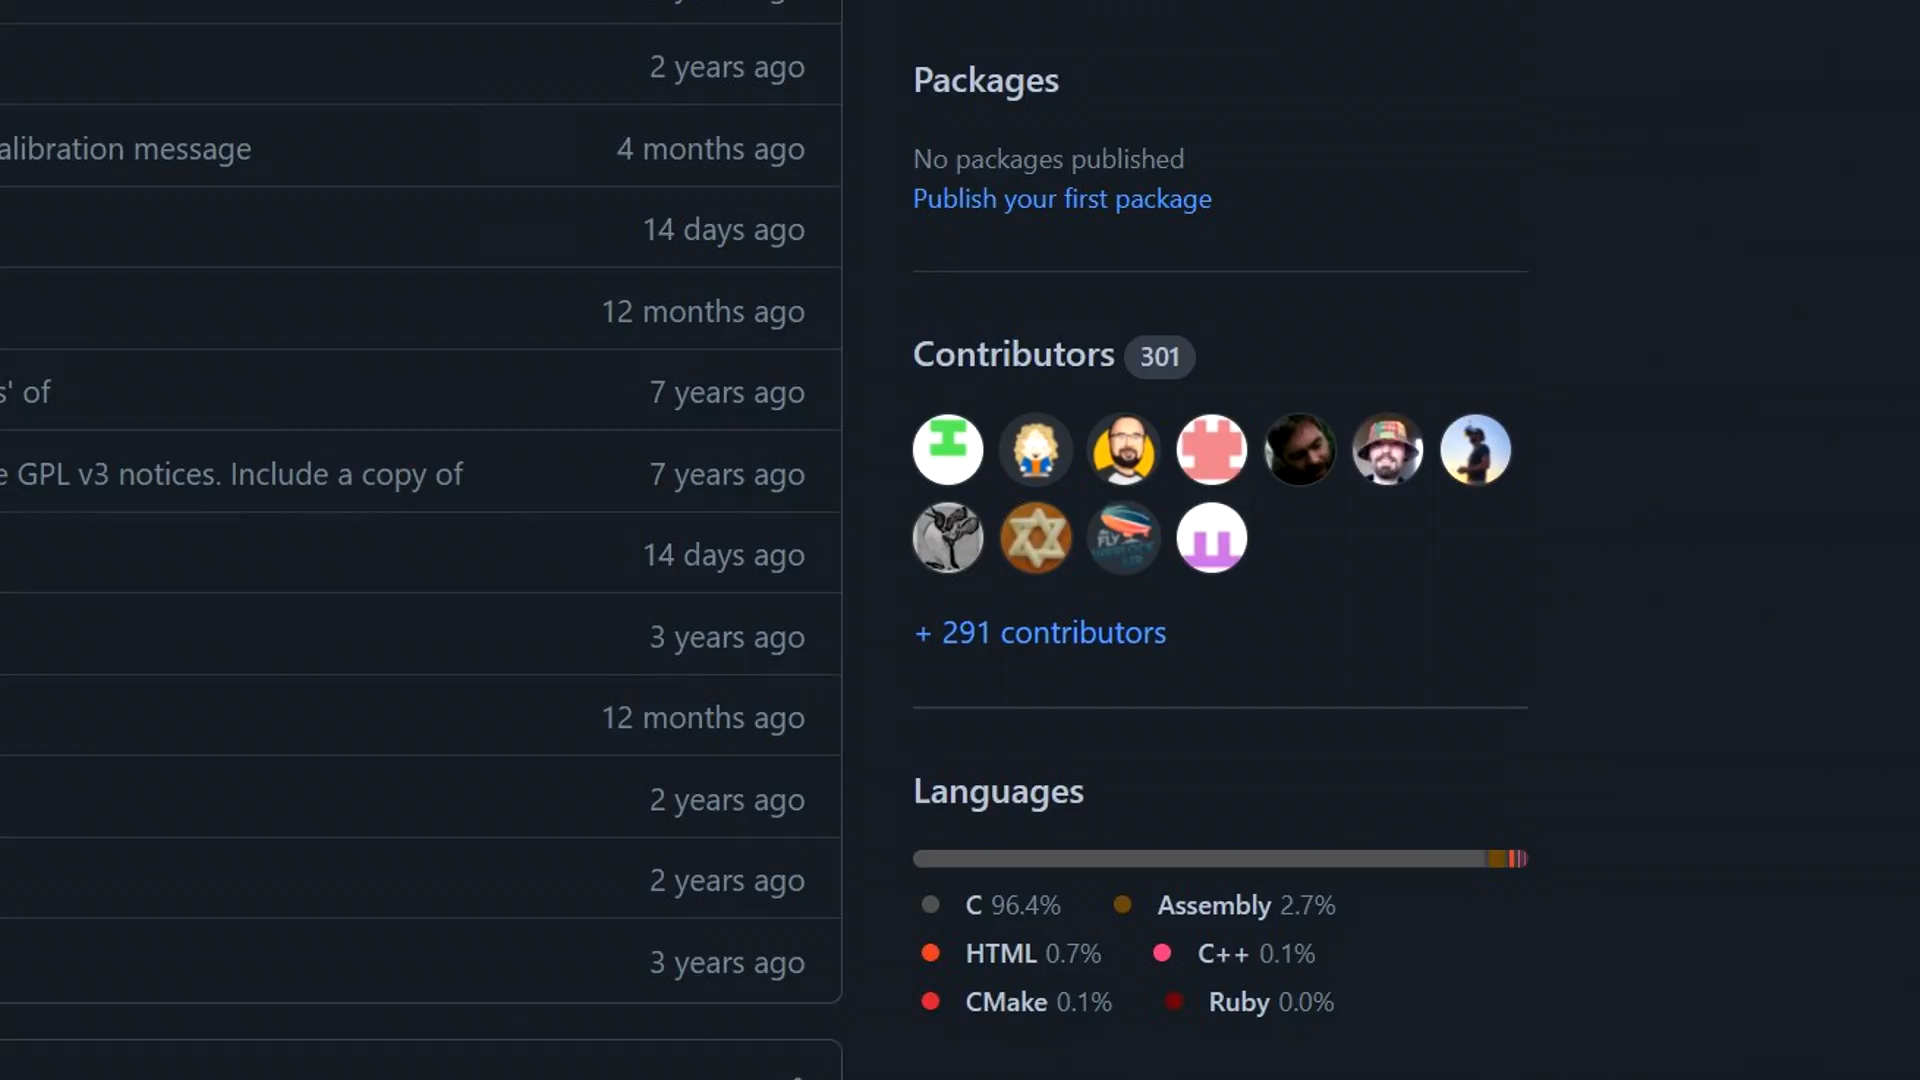 2 years ago
alibration message 4 months ago
14 days ago
12 months ago
s' of 7 years ago
e GPL v3 notices. Include a copy of 7 years ago
14 days ago
3 years ago
12 months ago
2 years ago
2 years ago
3 years ago
Packages
No packages published
Publish your first package
Contributors 301
FLY
+ 291 contributors
Languages
C 96.4% Assembly 2.7%
HTML 0.7% C++ 0.1%
CMake 0.1% Ruby 0.0%